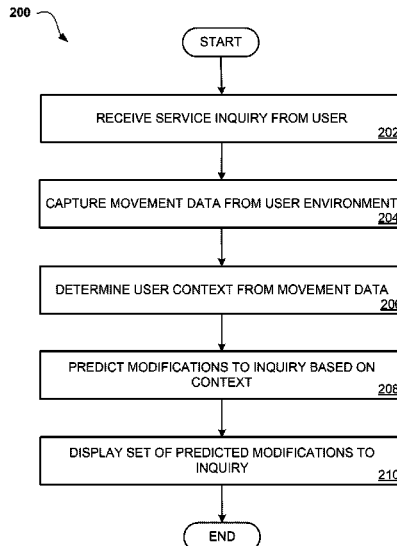 200
START
RECEIVE SERVICE INQUIRY FROM USER
202
CAPTURE MOVEMENT DATA FROM USER ENVIRONMENT
204
DETERMINE USER CONTEXT FROM MOVEMENT DATA
206
PREDICT MODIFICATIONS TO INQUIRY BASED ON
CONTEXT
208
DISPLAY SET OF PREDICTED MODIFICATIONS TO
INQUIRY
210
END